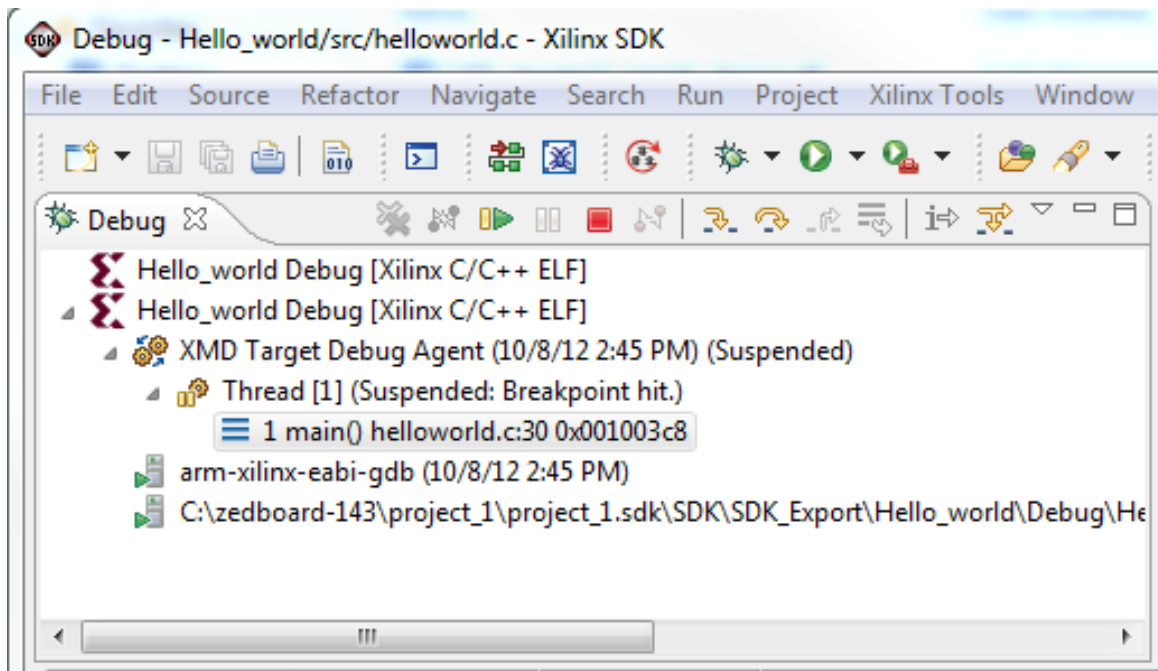 Debug - Hello_world/src/helloworld.c - Xilinx SDK
File Edit Source Refactor Navigate Search Run Project Xilinx Tools Window
010
Debug
Hello_world Debug [Xilinx C/C++ ELF]
Hello_world Debug [Xilinx C/C++ ELF]
XMD Target Debug Agent (10/8/12 2:45 PM) (Suspended)
Thread [1] (Suspended: Breakpoint hit.)
1 main() helloworld.c:30 0x001003c8
arm-xilinx-eabi-gdb (10/8/12 2:45 PM)
C:\zedboard-143\project_1\project_1.sdk\SDK\SDK_Export\Hello_world\Debug\He